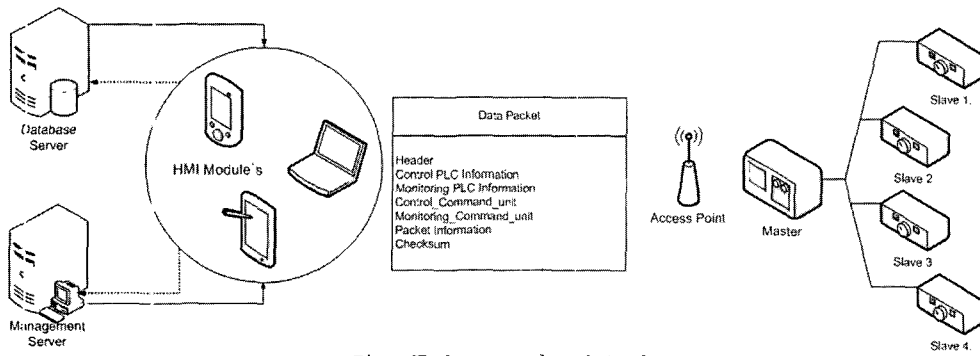 Database
Server
HMI Module`s
Management
Server
Data Packet
Header
Control PLC Information
Monitoring PLC Information
Control_Command_unit
Monitoring_Command_unit
Packet Information
Checksum
Access Point
Master
Slave 1.
Slave 2
Slave 3
Slave 4.